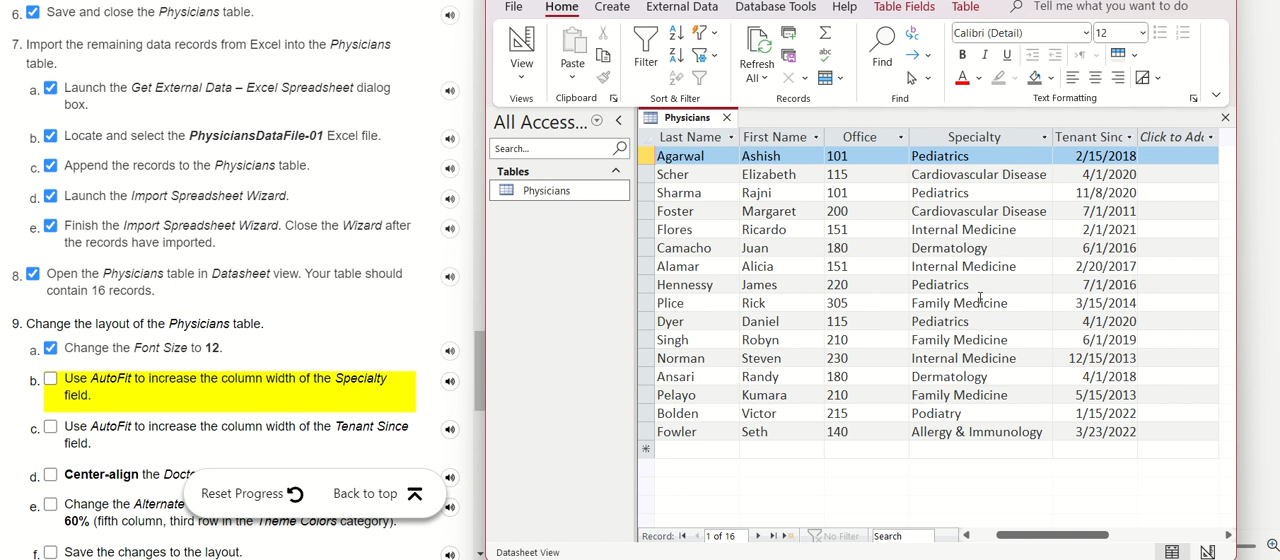 6. Save and close the Physicians table.
7. Import the remaining data records from Excel into the Physicians
table.
a. Launch the Get External Data – Excel Spreadsheet dialog
box.
b. Locate and select the PhysiciansDataFile-01 Excel file.
c. Append the records to the Physicians table.
d. Launch the Import Spreadsheet Wizard.
e. Finish the Import Spreadsheet Wizard. Close the Wizard after
the records have imported.
8. Open the Physicians table in Datasheet view. Your table should
contain 16 records.
9. Change the layout of the Physicians table.
a. Change the Font Size to 12.
b. Use AutoFit to increase the column width of the Specialty
field.
c. Use AutoFit to increase the column width of the Tenant Since
field.
d. Center-align the
e. Change the Alternate
60% (fifth column, third row in the Theme Colors category).
f. Save the changes to the layout.
Reset Progress Back to top
File Home Create External Data Database Tools Help Table Fields Table Tell me what you want to do
View Paste Filter Refresh
All Find Calibri (Detail) 12
B I U A
Views Clipboard Sort & Filter Records Find Text Formatting
All Access...
Search...
Tables
Physicians
Physicians
Last Name First Name Office Specialty Tenant Sinc Click to Add
Agarwal Ashish 101 Pediatrics 2/15/2018
Scher Elizabeth 115 Cardiovascular Disease 4/1/2020
Sharma Rajni 101 Pediatrics 11/8/2020
Foster Margaret 200 Cardiovascular Disease 7/1/2011
Flores Ricardo 151 Internal Medicine 2/1/2021
Camacho Juan 180 Dermatology 6/1/2016
Alamar Alicia 151 Internal Medicine 2/20/2017
Hennessy James 220 Pediatrics 7/1/2016
Plice Rick 305 Family Medicine 3/15/2014
Dyer Daniel 115 Pediatrics 4/1/2020
Singh Robyn 210 Family Medicine 6/1/2019
Norman Steven 230 Internal Medicine 12/15/2013
Ansari Randy 180 Dermatology 4/1/2018
Pelayo Kumara 210 Family Medicine 5/15/2013
Bolden Victor 215 Podiatry 1/15/2022
Fowler Seth 140 Allergy & Immunology 3/23/2022
Record: 1 of 16 No Filter Search
Datasheet View